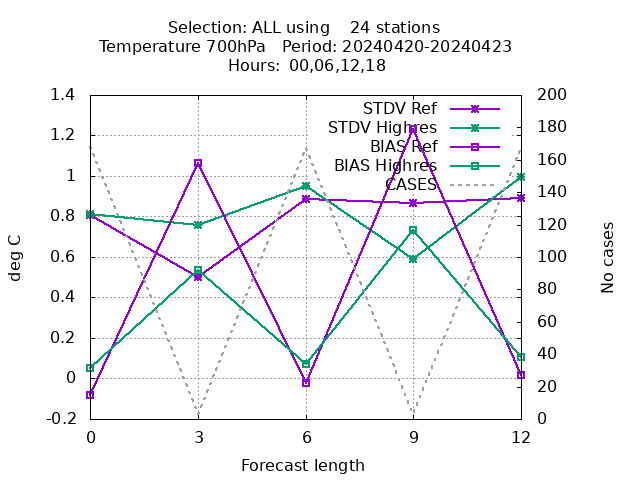 Selection: ALL using 24 stations
Temperature 700hPa Period: 20240420-20240423
Hours: 00,06,12,18
STDV Ref
STDV Highres
BIAS Ref
BIAS Highres
CASES
1.4
1.2
1
0.8
0.6
0.4
0.2
0
-0.2
deg C
200
180
160
140
120
100
80
60
40
20
0
No cases
0 3 6 9 12
Forecast length